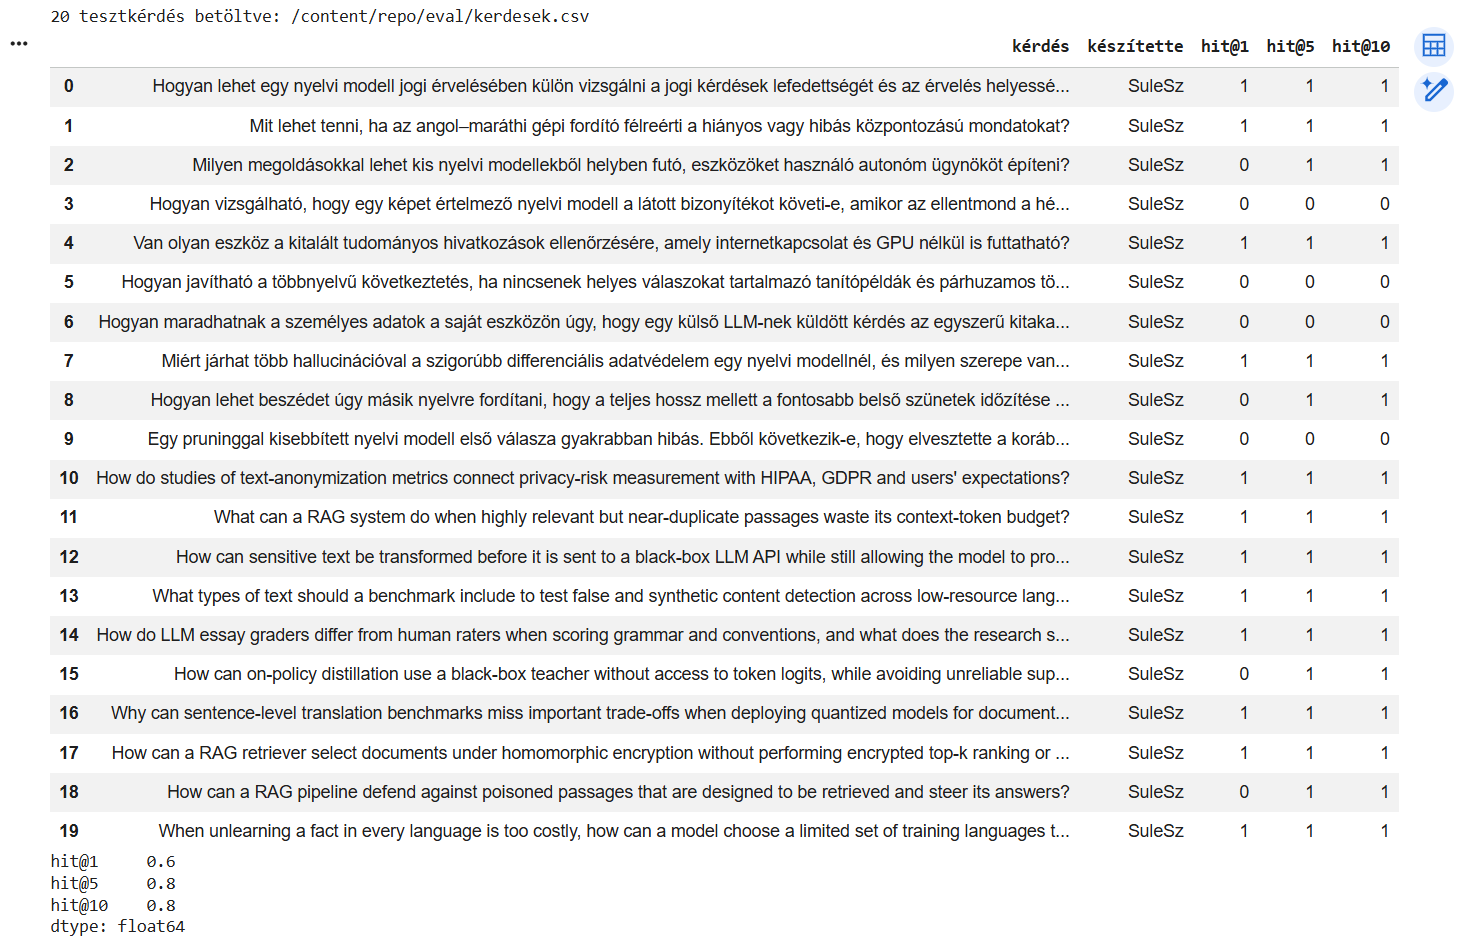 20 tesztkérdés betöltve: /content/repo/eval/kerdesek.csv
kérdés készítette hit@1 hit@5 hit@10
0 Hogyan lehet egy nyelvi modell jogi érvelésében külön vizsgálni a jogi kérdések lefedettségét és az érvelés helyessé... SuleSz 1 1 1
1 Mit lehet tenni, ha az angol–maráthi gépi fordító félreérti a hiányos vagy hibás központozású mondatokat? SuleSz 1 1 1
2 Milyen megoldásokkal lehet kis nyelvi modellekből helyben futó, eszközöket használó autonóm ügynököt építeni? SuleSz 0 1 1
3 Hogyan vizsgálható, hogy egy képet értelmező nyelvi modell a látott bizonyítékot követi-e, amikor az ellentmond a hé... SuleSz 0 0 0
4 Van olyan eszköz a kitalált tudományos hivatkozások ellenőrzésére, amely internetkapcsolat és GPU nélkül is futtatható? SuleSz 1 1 1
5 Hogyan javítható a többnyelvű következtetés, ha nincsenek helyes válaszokat tartalmazó tanítópéldák és párhuzamos tö... SuleSz 0 0 0
6 Hogyan maradhatnak a személyes adatok a saját eszközön úgy, hogy egy külső LLM-nek küldött kérdés az egyszerű kitaka... SuleSz 0 0 0
7 Miért járhat több hallucinációval a szigorúbb differenciális adatvédelem egy nyelvi modellnél, és milyen szerepe van... SuleSz 1 1 1
8 Hogyan lehet beszédet úgy másik nyelvre fordítani, hogy a teljes hossz mellett a fontosabb belső szünetek időzítése ... SuleSz 0 1 1
9 Egy pruninggal kisebbített nyelvi modell első válasza gyakrabban hibás. Ebből következik-e, hogy elvesztette a koráb... SuleSz 0 0 0
10 How do studies of text-anonymization metrics connect privacy-risk measurement with HIPAA, GDPR and users' expectations? SuleSz 1 1 1
11 What can a RAG system do when highly relevant but near-duplicate passages waste its context-token budget? SuleSz 1 1 1
12 How can sensitive text be transformed before it is sent to a black-box LLM API while still allowing the model to pro... SuleSz 1 1 1
13 What types of text should a benchmark include to test false and synthetic content detection across low-resource lang... SuleSz 1 1 1
14 How do LLM essay graders differ from human raters when scoring grammar and conventions, and what does the research s... SuleSz 1 1 1
15 How can on-policy distillation use a black-box teacher without access to token logits, while avoiding unreliable sup... SuleSz 0 1 1
16 Why can sentence-level translation benchmarks miss important trade-offs when deploying quantized models for document... SuleSz 1 1 1
17 How can a RAG retriever select documents under homomorphic encryption without performing encrypted top-k ranking or ... SuleSz 1 1 1
18 How can a RAG pipeline defend against poisoned passages that are designed to be retrieved and steer its answers? SuleSz 0 1 1
19 When unlearning a fact in every language is too costly, how can a model choose a limited set of training languages t... SuleSz 1 1 1
hit@1 0.6
hit@5 0.8
hit@10 0.8
dtype: float64